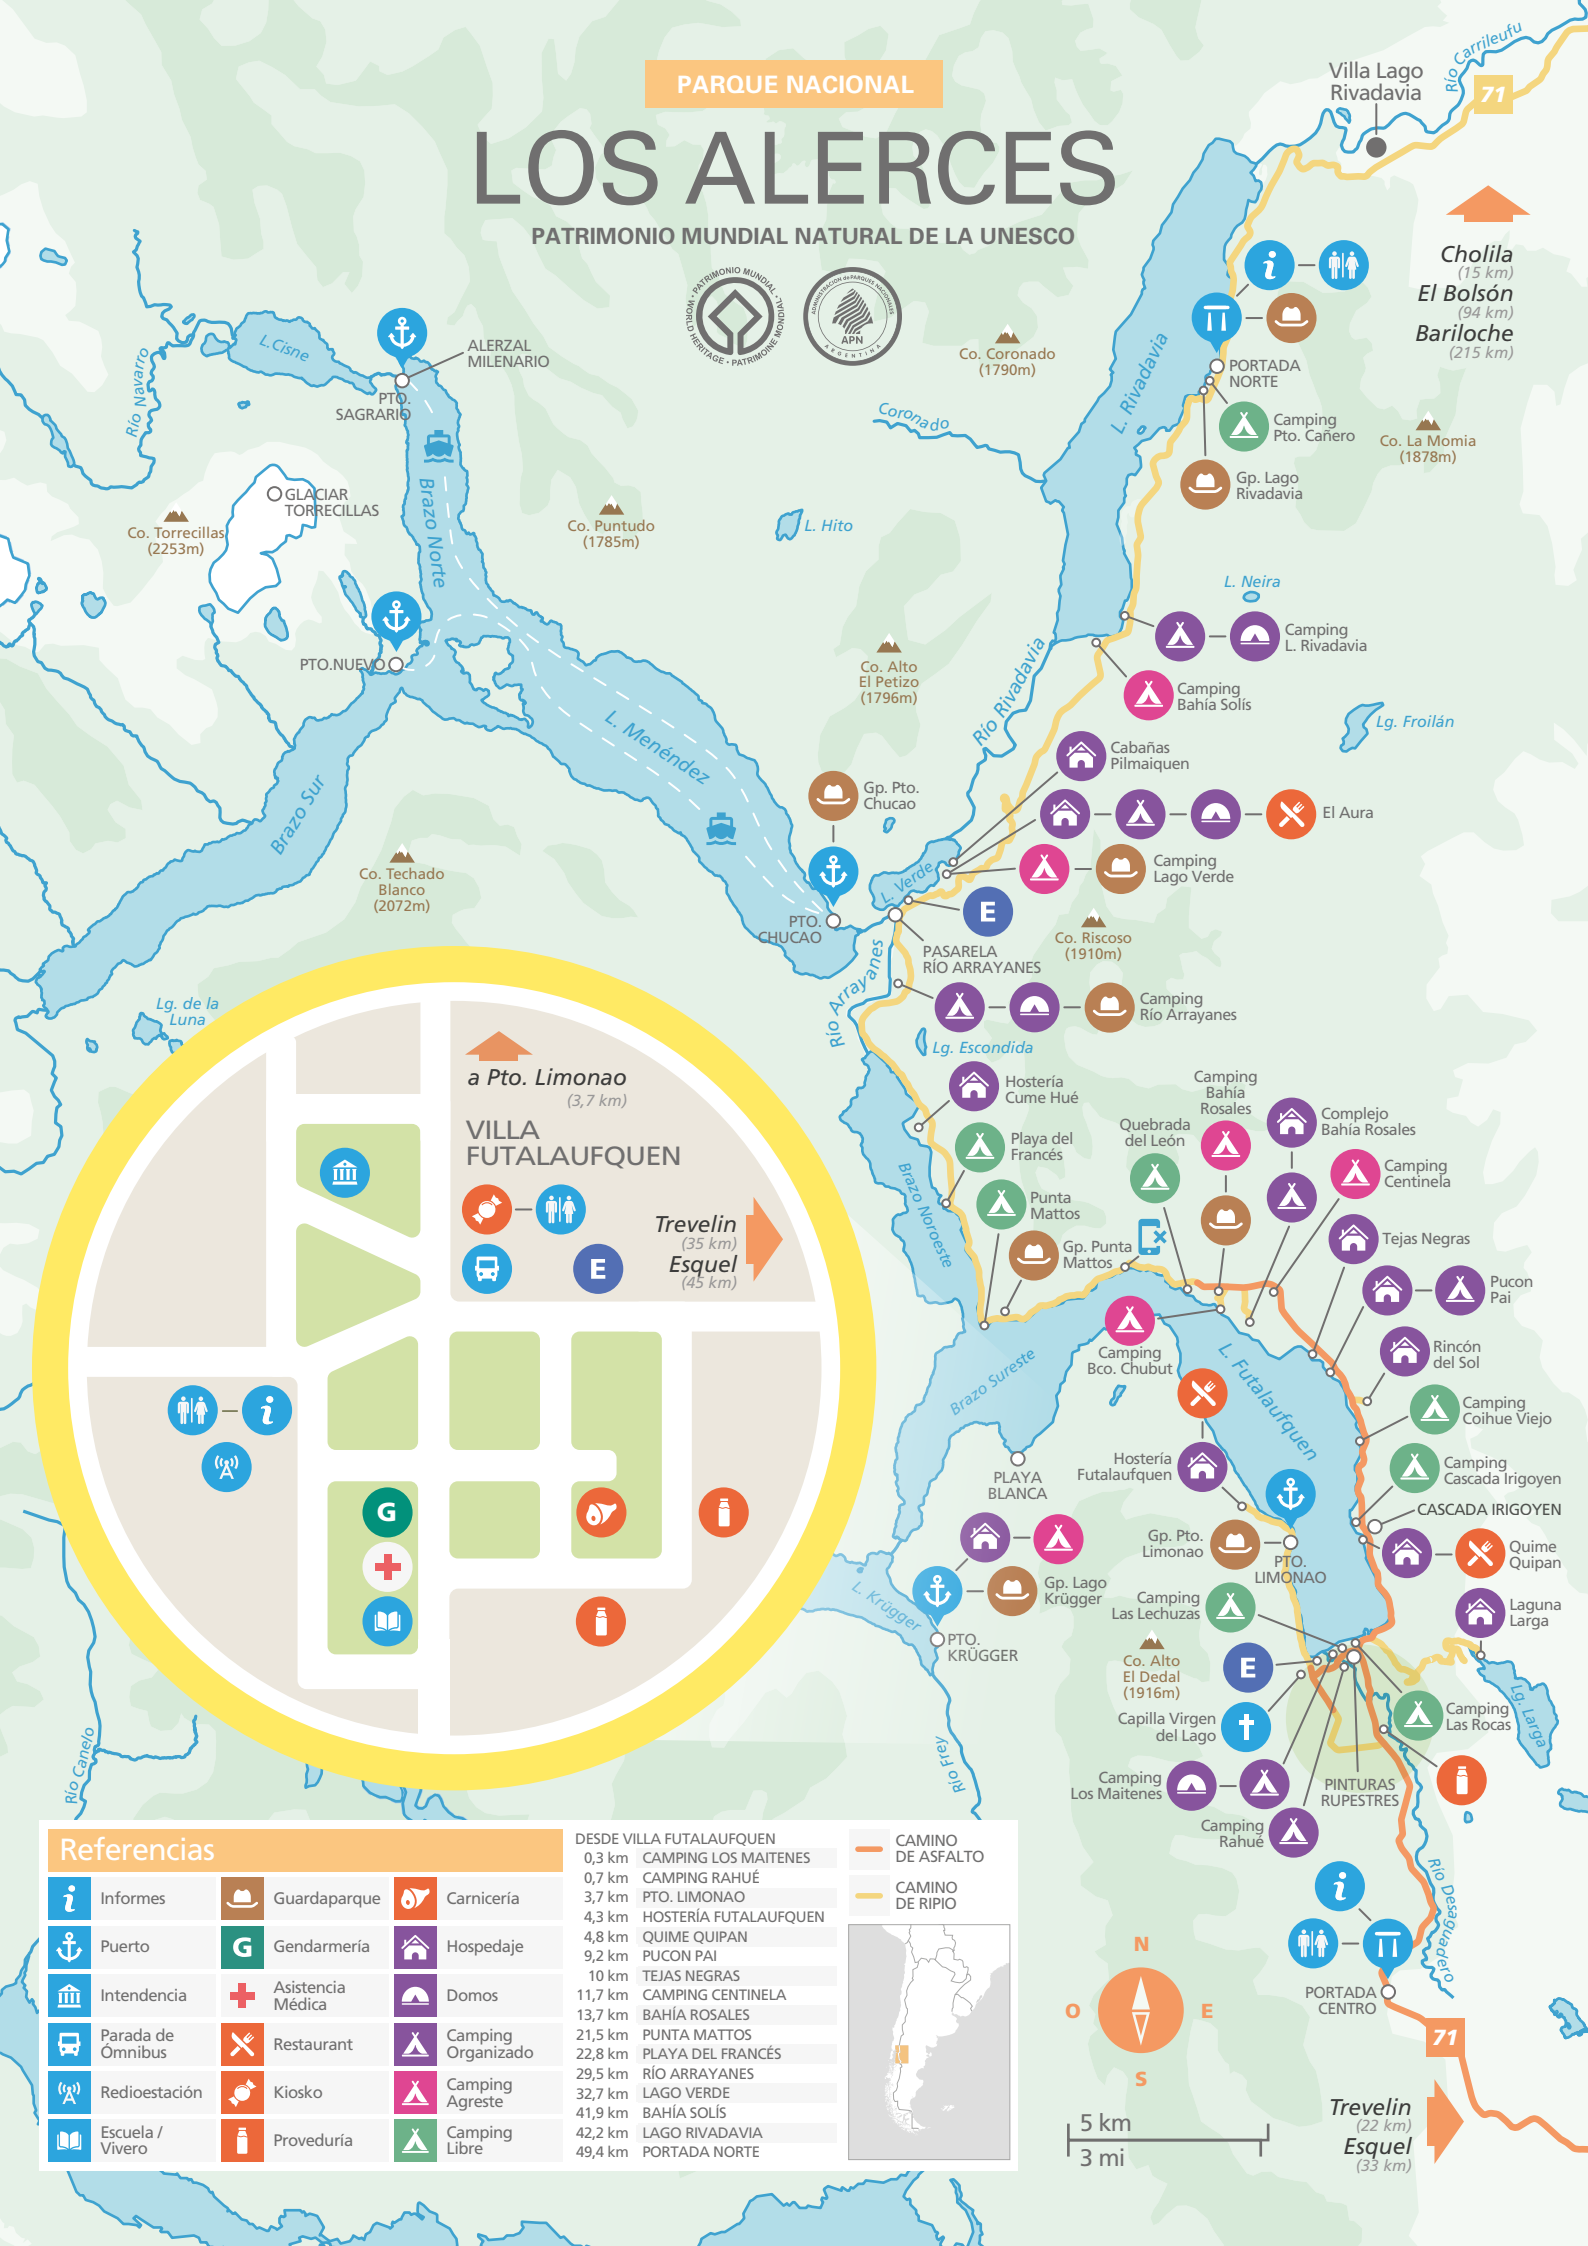 PARQUE NACIONAL
LOS ALERCES
PATRIMONIO MUNDIAL NATURAL DE LA UNESCO
WORLD HERITAGE • PATRIMONIO MUNDIAL • PATRIMOINE MONDIAL
ADMINISTRACIÓN de PARQUES NACIONALES
APN
ARGENTINA
Villa Lago
Rivadavia
Río Carrileufu
71
Cholila
(15 km)
El Bolsón
(94 km)
Bariloche
(215 km)
L.Cisne
ALERZAL
MILENARIO
PTO.
SAGRARIO
Río Navarro
Co. Coronado
(1790m)
Coronado
L. Rivadavia
PORTADA
NORTE
Camping
Pto. Cañero
Co. La Momia
(1878m)
Gp. Lago
Rivadavia
GLACIAR
TORRECILLAS
Co. Torrecillas
(2253m)
Brazo Norte
Co. Puntudo
(1785m)
L. Hito
L. Neira
Camping
L. Rivadavia
PTO.NUEVO
Co. Alto
El Petizo
(1796m)
Río Rivadavia
Camping
Bahía Solís
Lg. Froilán
L. Menéndez
Cabañas
Pilmaiquen
Brazo Sur
Gp. Pto.
Chucao
El Aura
Co. Techado
Blanco
(2072m)
L. Verde
Camping
Lago Verde
PTO.
CHUCAO
E
Co. Riscoso
(1910m)
PASARELA
RÍO ARRAYANES
Río Arrayanes
Camping
Río Arrayanes
Lg. de la
Luna
Lg. Escondida
a Pto. Limonao
(3,7 km)
VILLA
FUTALAUFQUEN
Trevelin
(35 km)
Esquel
(45 km)
E
G
Hostería
Cume Hué
Playa del
Francés
Brazo Noroeste
Punta
Mattos
Gp. Punta
Mattos
Quebrada
del León
Camping
Bahía
Rosales
Complejo
Bahía Rosales
Camping
Centinela
Tejas Negras
Pucon
Pai
Camping
Bco. Chubut
L. Futalaufquen
Rincón
del Sol
Brazo Sureste
Camping
Coihue Viejo
Hostería
Futalaufquen
Camping
Cascada Irigoyen
PLAYA
BLANCA
CASCADA IRIGOYEN
Gp. Pto.
Limonao
PTO.
LIMONAO
Quime
Quipan
L. Krügger
Gp. Lago
Krügger
PTO.
KRÜGGER
Camping
Las Lechuzas
Laguna
Larga
Co. Alto
El Dedal
(1916m)
E
Lg. Larga
Capilla Virgen
del Lago
Camping
Las Rocas
Río Frey
Río Canelo
Camping
Los Maitenes
PINTURAS
RUPESTRES
Camping
Rahué
Río Desaguadero
PORTADA
CENTRO
71
Trevelin
(22 km)
Esquel
(33 km)
N
O
E
S
5 km
3 mi
Referencias
Informes
Guardaparque
Carnicería
Puerto
G
Gendarmería
Hospedaje
Intendencia
Asistencia
Médica
Domos
Parada de
Ómnibus
Restaurant
Camping
Organizado
Redioestación
Kiosko
Camping
Agreste
Escuela /
Vivero
Proveduría
Camping
Libre
DESDE VILLA FUTALAUFQUEN
0,3 km CAMPING LOS MAITENES
0,7 km CAMPING RAHUÉ
3,7 km PTO. LIMONAO
4,3 km HOSTERÍA FUTALAUFQUEN
4,8 km QUIME QUIPAN
9,2 km PUCON PAI
10 km TEJAS NEGRAS
11,7 km CAMPING CENTINELA
13,7 km BAHÍA ROSALES
21,5 km PUNTA MATTOS
22,8 km PLAYA DEL FRANCÉS
29,5 km RÍO ARRAYANES
32,7 km LAGO VERDE
41,9 km BAHÍA SOLÍS
42,2 km LAGO RIVADAVIA
49,4 km PORTADA NORTE
CAMINO
DE ASFALTO
CAMINO
DE RIPIO